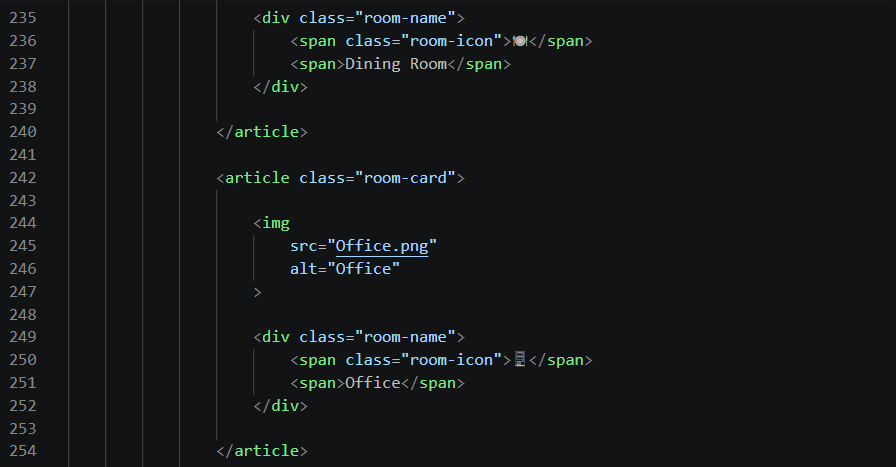 235 <div class="room-name">
236 <span class="room-icon">🍽</span>
237 <span>Dining Room</span>
238 </div>
239
240 </article>
241
242 <article class="room-card">
243
244 <img
245 src="Office.png"
246 alt="Office"
247 >
248
249 <div class="room-name">
250 <span class="room-icon">🗄</span>
251 <span>Office</span>
252 </div>
253
254 </article>